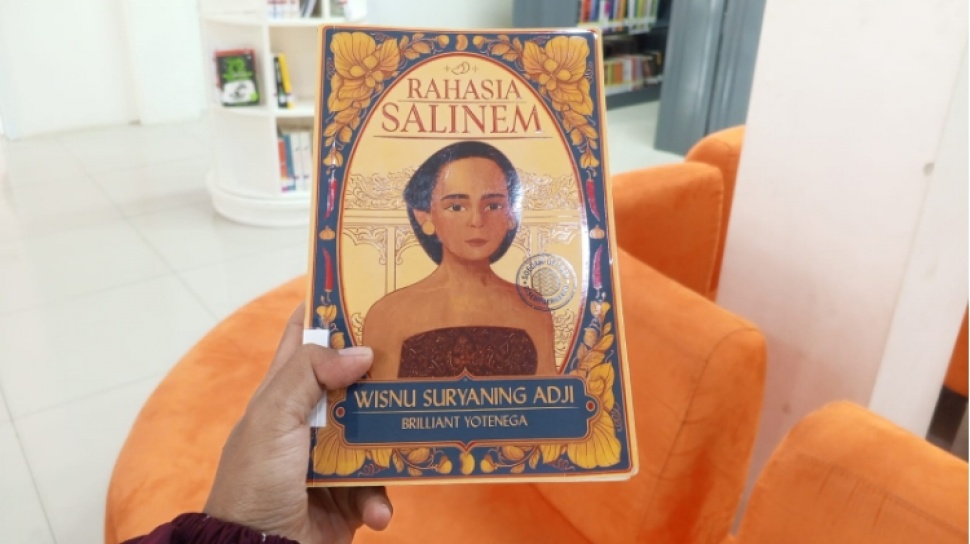 RAHASIA
SALINEM
WISNU SURYANING ADJI
BRILLIANT YOTENEGA